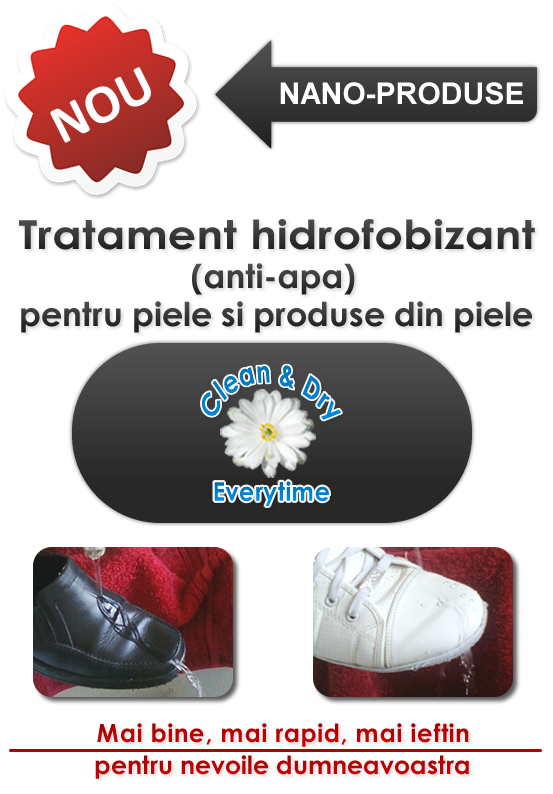 NOU
NANO-PRODUSE
Tratament hidrofobizant
(anti-apa)
pentru piele si produse din piele
Clean & Dry
Everytime
Mai bine, mai rapid, mai ieftin
pentru nevoile dumneavoastra